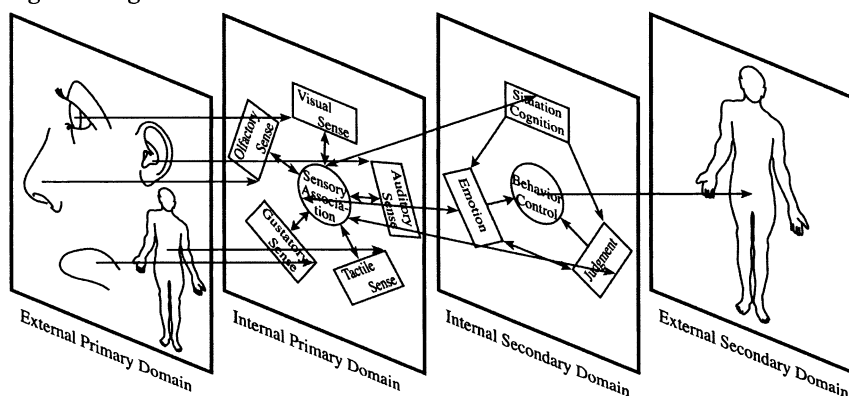 Visual
Sense
Olfactory
Sense
Sensory
Associa-
tion
Auditory
Sense
Gustatory
Sense
Tactile
Sense
Situation
Cognition
Emotion
Behavior
Control
Judgment
External Primary Domain
Internal Primary Domain
Internal Secondary Domain
External Secondary Domain